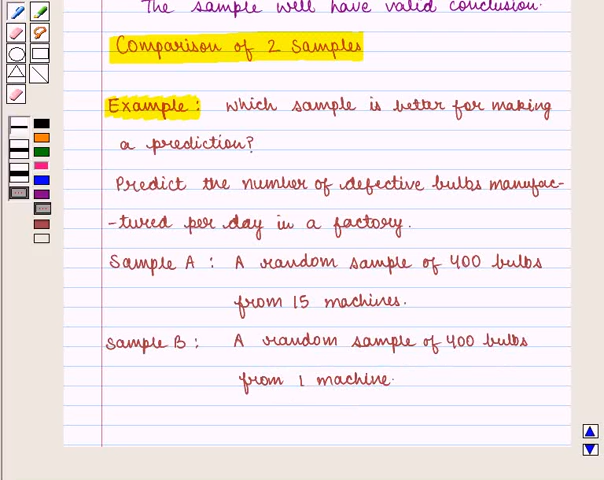 The sample well have valid conclusion.
Comparison of 2 Samples
Example: Which sample is better for making
a prediction?
Predict the number of defective bulbs manufac-
-tured per day in a factory.
Sample A: A random sample of 400 bulbs
from 15 machines.
Sample B: A random sample of 400 bulbs
from 1 machine.